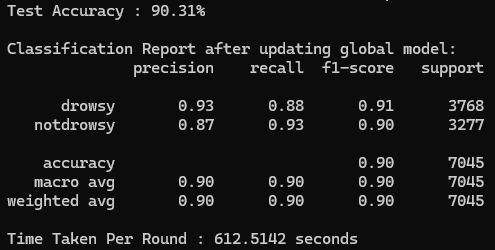 Test Accuracy : 90.31%
Classification Report after updating global model:
precision recall f1-score support
drowsy 0.93 0.88 0.91 3768
notdrowsy 0.87 0.93 0.90 3277
accuracy 0.90 7045
macro avg 0.90 0.90 0.90 7045
weighted avg 0.90 0.90 0.90 7045
Time Taken Per Round : 612.5142 seconds